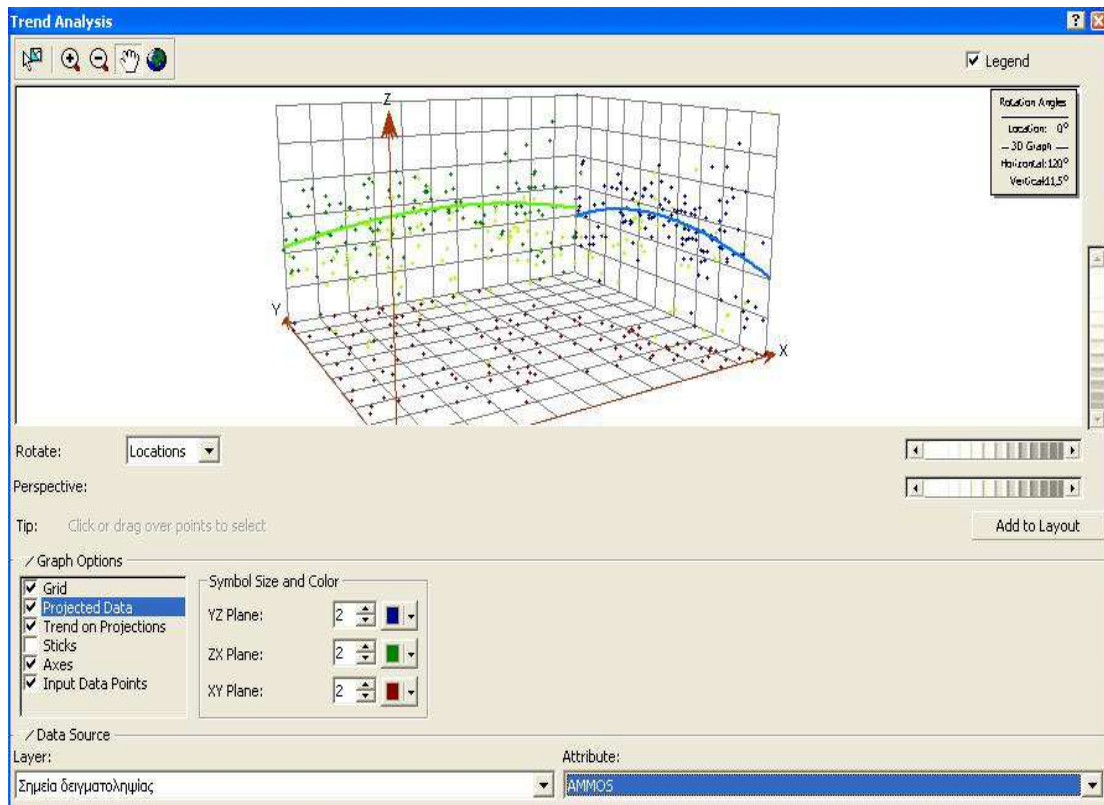 Trend Analysis
Legend
Z
Y
X
Rotation Angles
Location: 0°
— 3D Graph —
Horizontal:120°
Vertical:11,5°
Rotate:
Locations
Perspective:
Tip: Click or drag over points to select
Add to Layout
Graph Options
Grid
Projected Data
Trend on Projections
Sticks
Axes
Input Data Points
Symbol Size and Color
YZ Plane: 2
ZX Plane: 2
XY Plane: 2
Data Source
Layer:
Σημεία δειγματοληψίας
Attribute:
AMMOS